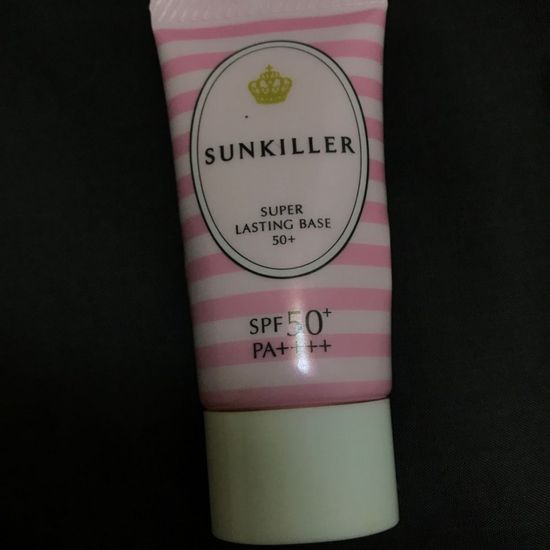 SUNKILLER
SUPER
LASTING BASE
50+
SPF50+
PA++++